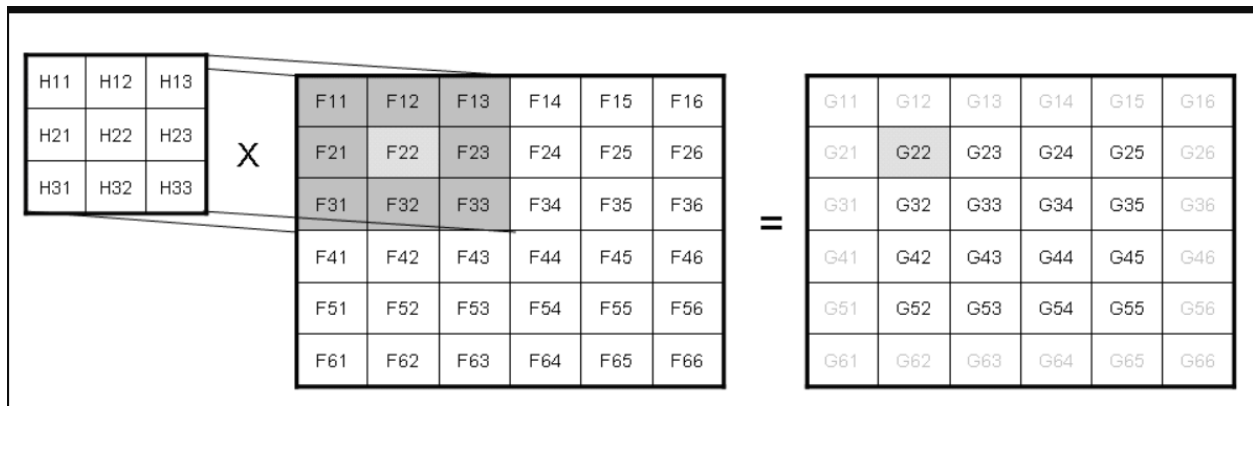 H11 H12 H13
H21 H22 H23
H31 H32 H33
X
F11 F12 F13 F14 F15 F16
F21 F22 F23 F24 F25 F26
F31 F32 F33 F34 F35 F36
F41 F42 F43 F44 F45 F46
F51 F52 F53 F54 F55 F56
F61 F62 F63 F64 F65 F66
=
G11 G12 G13 G14 G15 G16
G21 G22 G23 G24 G25 G26
G31 G32 G33 G34 G35 G36
G41 G42 G43 G44 G45 G46
G51 G52 G53 G54 G55 G56
G61 G62 G63 G64 G65 G66